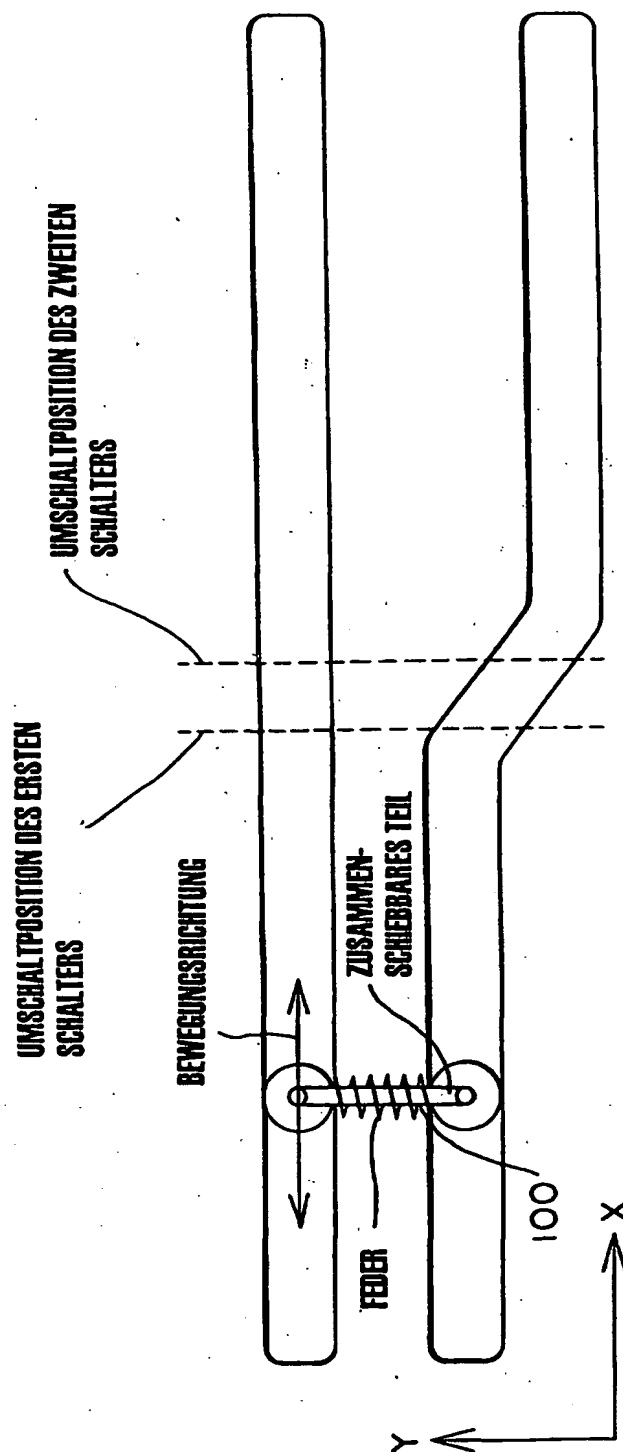 UMSCHALTPOSITION DES ERSTEN
SCHALTERS
UMSCHALTPOSITION DES ZWEITEN
SCHALTERS
BEWEGUNGSRICHTUNG
FEDER
ZUSAMMEN-
SCHIEBBARES TEIL
100
Y
X